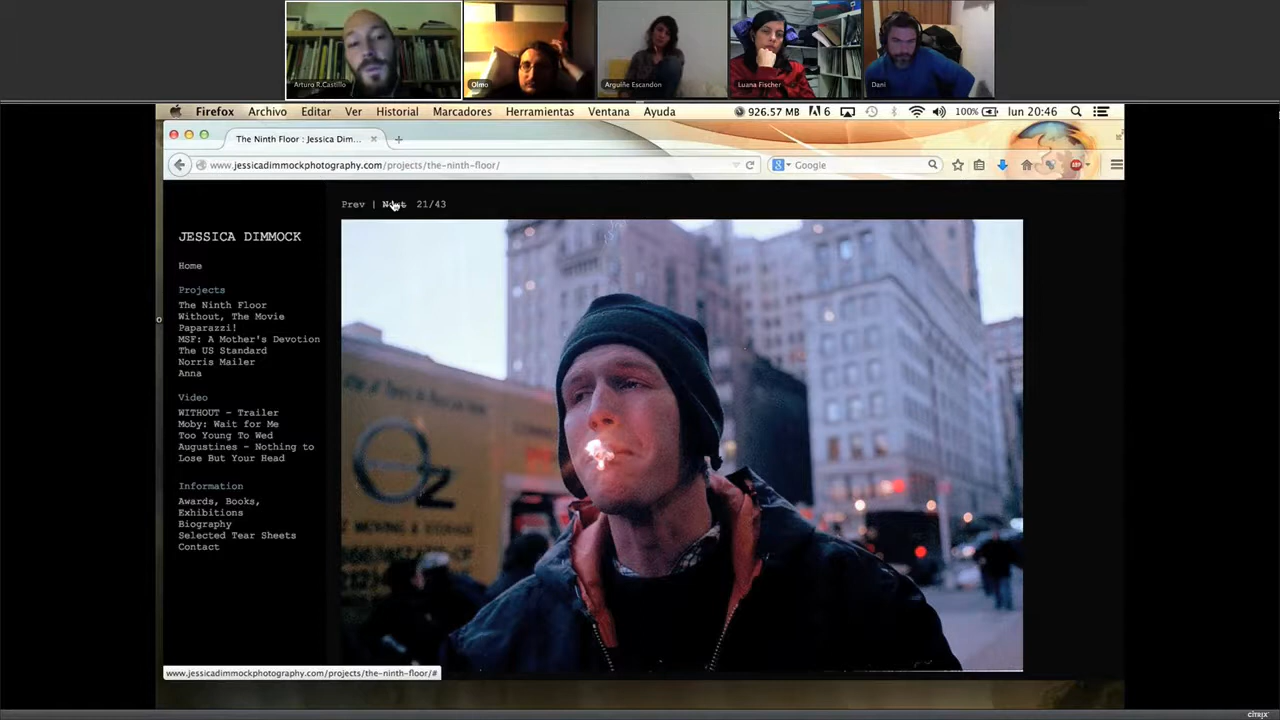 Arturo R.Castillo
Olmo
Arguiñe Escandon
Luana Fischer
Dani
Firefox Archivo Editar Ver Historial Marcadores Herramientas Ventana Ayuda 926.57 MB 6 100% lun 20:46
The Ninth Floor : Jessica Dim...
www.jessicadimmockphotography.com/projects/the-ninth-floor/
Google
Prev | Next 21/43
JESSICA DIMMOCK
Home
Projects
The Ninth Floor
Without, The Movie
Paparazzi!
MSF: A Mother's Devotion
The US Standard
Norris Mailer
Anna
Video
WITHOUT - Trailer
Moby: Wait for Me
Too Young To Wed
Augustines - Nothing to
Lose But Your Head
Information
Awards, Books,
Exhibitions
Biography
Selected Tear Sheets
Contact
OZ
MOVING & STORAGE
www.jessicadimmockphotography.com/projects/the-ninth-floor/#
CITRIX